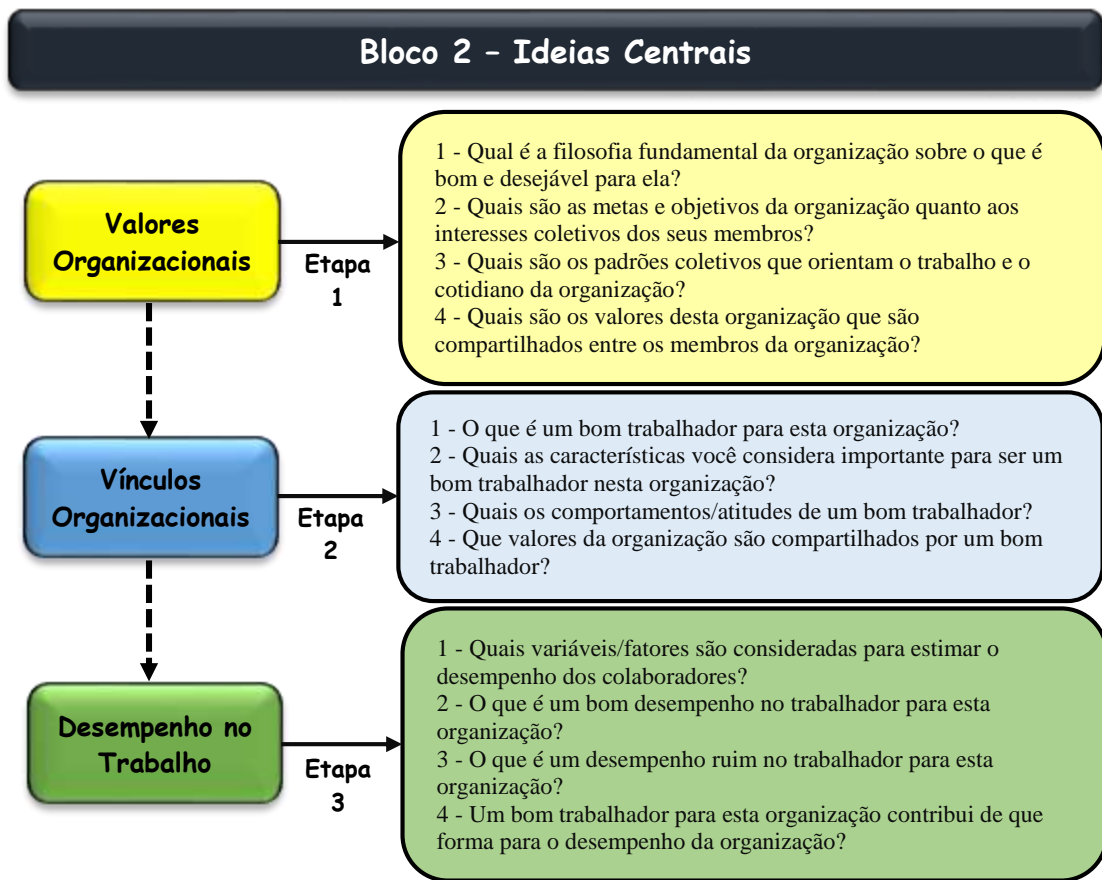 Bloco 2 – Ideias Centrais
Valores
Organizacionais
Etapa
1
1 - Qual é a filosofia fundamental da organização sobre o que é
bom e desejável para ela?
2 - Quais são as metas e objetivos da organização quanto aos
interesses coletivos dos seus membros?
3 - Quais são os padrões coletivos que orientam o trabalho e o
cotidiano da organização?
4 - Quais são os valores desta organização que são
compartilhados entre os membros da organização?
Vínculos
Organizacionais
Etapa
2
1 - O que é um bom trabalhador para esta organização?
2 - Quais as características você considera importante para ser um
bom trabalhador nesta organização?
3 - Quais os comportamentos/atitudes de um bom trabalhador?
4 - Que valores da organização são compartilhados por um bom
trabalhador?
Desempenho no
Trabalho
Etapa
3
1 - Quais variáveis/fatores são consideradas para estimar o
desempenho dos colaboradores?
2 - O que é um bom desempenho no trabalhador para esta
organização?
3 - O que é um desempenho ruim no trabalhador para esta
organização?
4 - Um bom trabalhador para esta organização contribui de que
forma para o desempenho da organização?